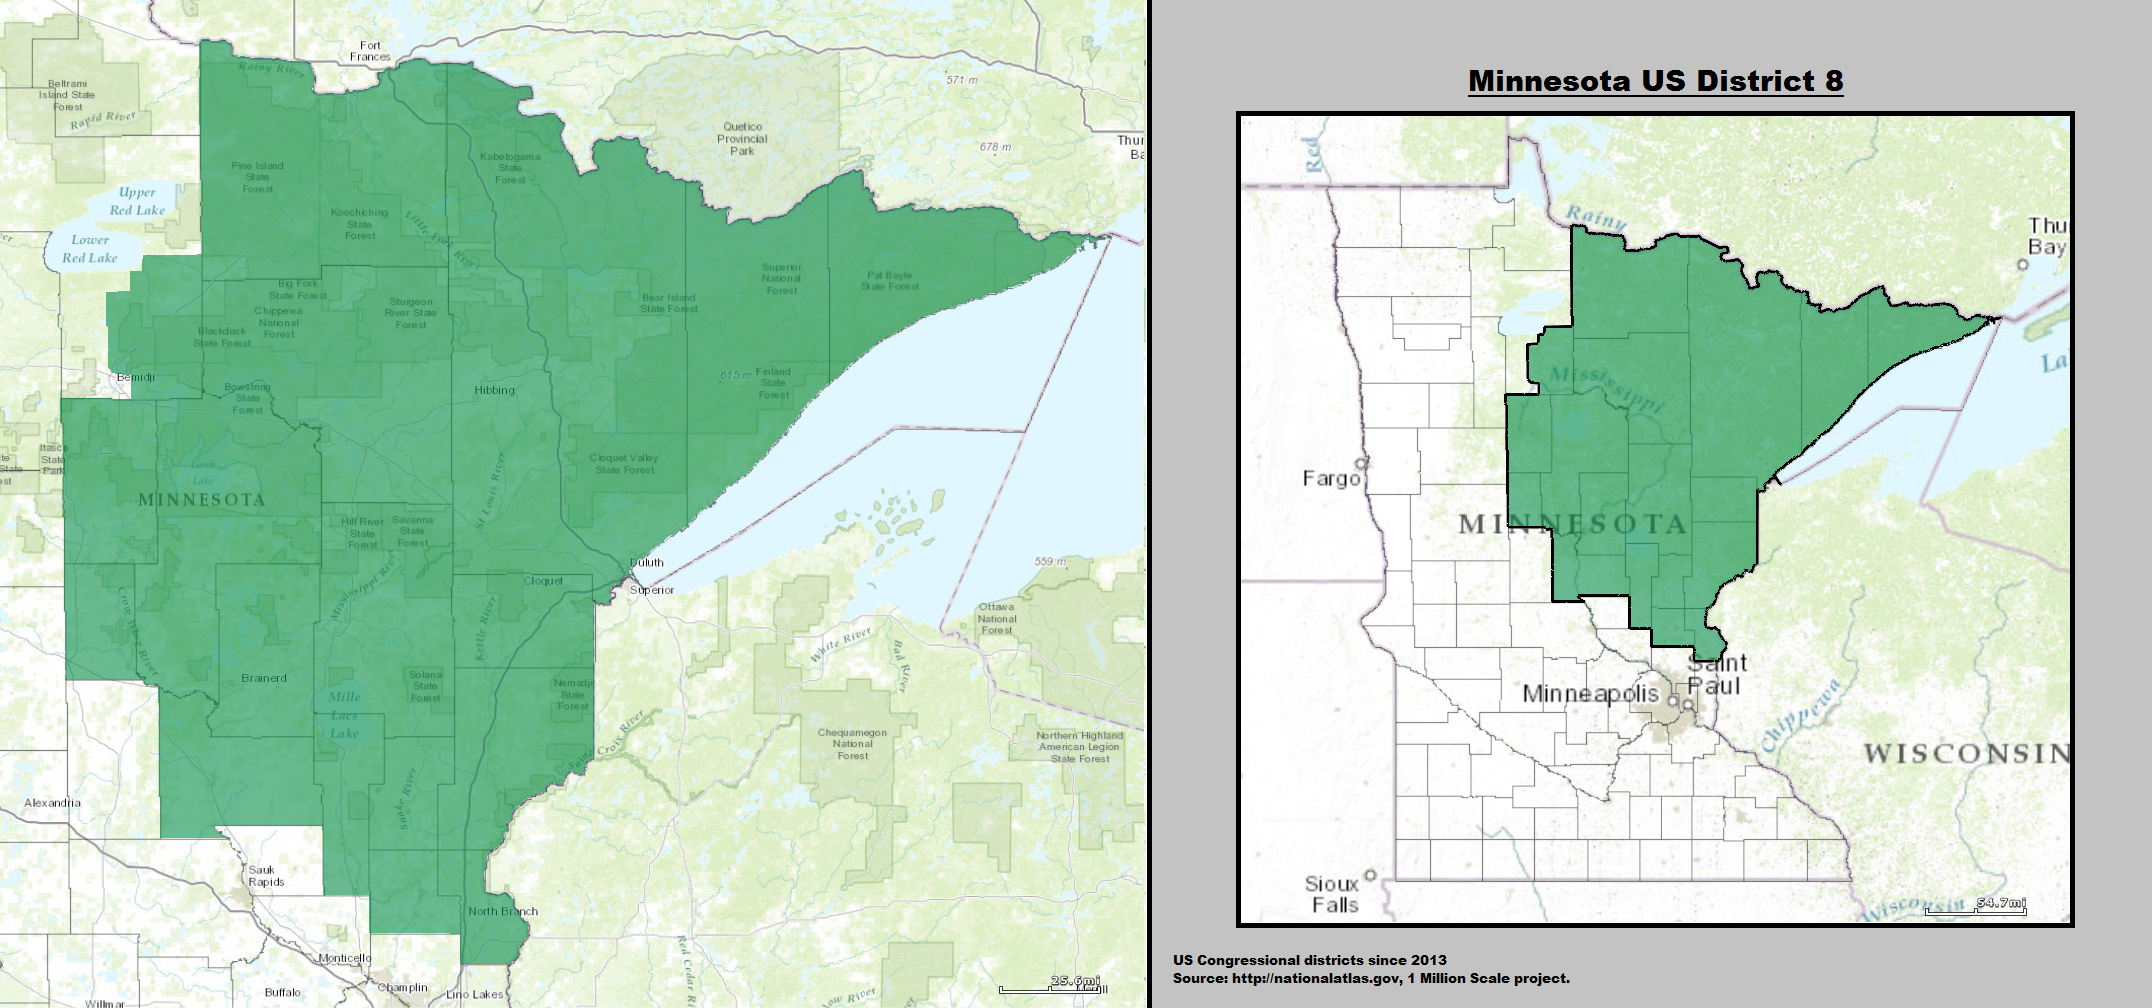 Fort
Frances
Rainy River
Beltrami
Island State
Forest
Rapid River
571 m
Quetico
Provincial
Park
678 m
Thun
Ba
Pine Island
State
Forest
Kabetogama
State
Forest
Upper
Red Lake
Koochiching
State
Forest
Little Fork River
Lower
Red Lake
Big Fork
State Forest
Chippewa
National
Forest
Sturgeon
River State
Forest
Superior
National
Forest
Pat Bayle
State Forest
Bear Island
State Forest
Blackduck
State Forest
Bemidji
Bowstring
State
Forest
Hibbing
615 m
Finland
State
Forest
Itasca
State
Park
te
State
est
Leech
Lake
MINNESOTA
Cloquet Valley
State Forest
St Louis River
Hill River
State
Forest
Savanna
State
Forest
Mississippi River
Duluth
Superior
Cloquet
559 m
Crow Wing River
Kettle River
Ottawa
National
Forest
White River
Bad River
Brainerd
Solana
State
Forest
Nemadji
State
Forest
Mille
Lacs
Lake
Saint Croix River
Chequamegon
National
Forest
Northern Highland
American Legion
State Forest
Snake River
Alexandria
Sauk
Rapids
North Branch
Monticello
Red Cedar Ri
Champlin
Buffalo
Lino Lakes
Willmar
ow River
25.6mi
Minnesota US District 8
Red
Rainy
Thu
Bay
Mississippi
La
Fargo
MINNESOTA
Saint
Paul
Minneapolis
Chippewa
WISCONSIN
Sioux
Falls
Wisconsin
54.7mi
US Congressional districts since 2013
Source: http://nationalatlas.gov, 1 Million Scale project.